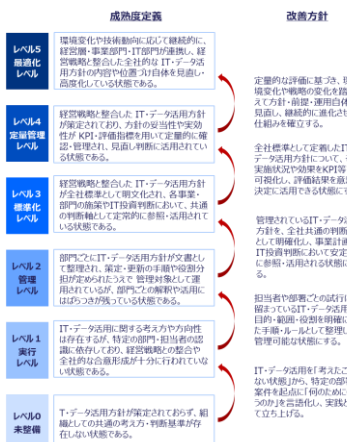 成熟度定義
改善方針
レベル5
最適化
レベル
環境変化や技術動向に応じて継続的に、
経営層・事業部門・IT部門が連携し、経
営戦略と整合した全社的な IT・データ活
用方針の内容や位置づけ自体を見直し・
高度化している状態である。
定量的な評価に基づき、環
境変化や戦略の変化を踏
えて方針・前提・運用自体
見直し、継続的に進化させ
仕組みを確立する。
レベル4
定量管理
レベル
経営戦略と整合した IT・データ活用方針
が策定されており、方針の妥当性や実効
性が KPI・評価指標を用いて定量的に確
認・管理され、見直し判断に活用されてい
る状態である。
全社標準として定着したIT
データ活用方針について、
実施状況や効果をKPI等
可視化し、評価結果を意
決定に活用できる状態にす
レベル3
標準化
レベル
経営戦略と整合した IT・データ活用方針
が全社標準として明文化され、各事業・
部門の施策やIT投資判断において、共通
の判断軸として定常的に参照・活用されて
いる状態である。
管理されているIT・データ活
方針を、全社共通の判断
として明確化し、事業計画
IT投資判断において安定
に参照・活用される状態に
レベル2
管理
レベル
部門ごとにIT・データ活用方針が文書とし
て整理され、策定・更新の手順や役割分
担が定められたうえで 管理対象として運
用されているが、部門ごとの解釈や活用に
はばらつきが残っている状態である。
担当者や部署ごとの試行に
留まっているIT・データ活用
目的・範囲・役割を明確に
た手順・ルールとして整理し
管理可能な状態にする。
レベル1
実行
レベル
IT・データ活用に関する考え方や方向性
は存在するが、特定の部門・担当者の認
識に依存しており、経営戦略との整合や
全社的な合意形成が十分に行われていな
い状態である。
IT・データ活用を「考えたこ
ない状態」から、特定の部
案件を起点に「何のために
うのか」を言語化し、実践と
て立ち上げる。
レベル0
未整備
T・データ活用方針が策定されておらず、組
織としての共通の考え方・判断基準が存
在しない状態である。